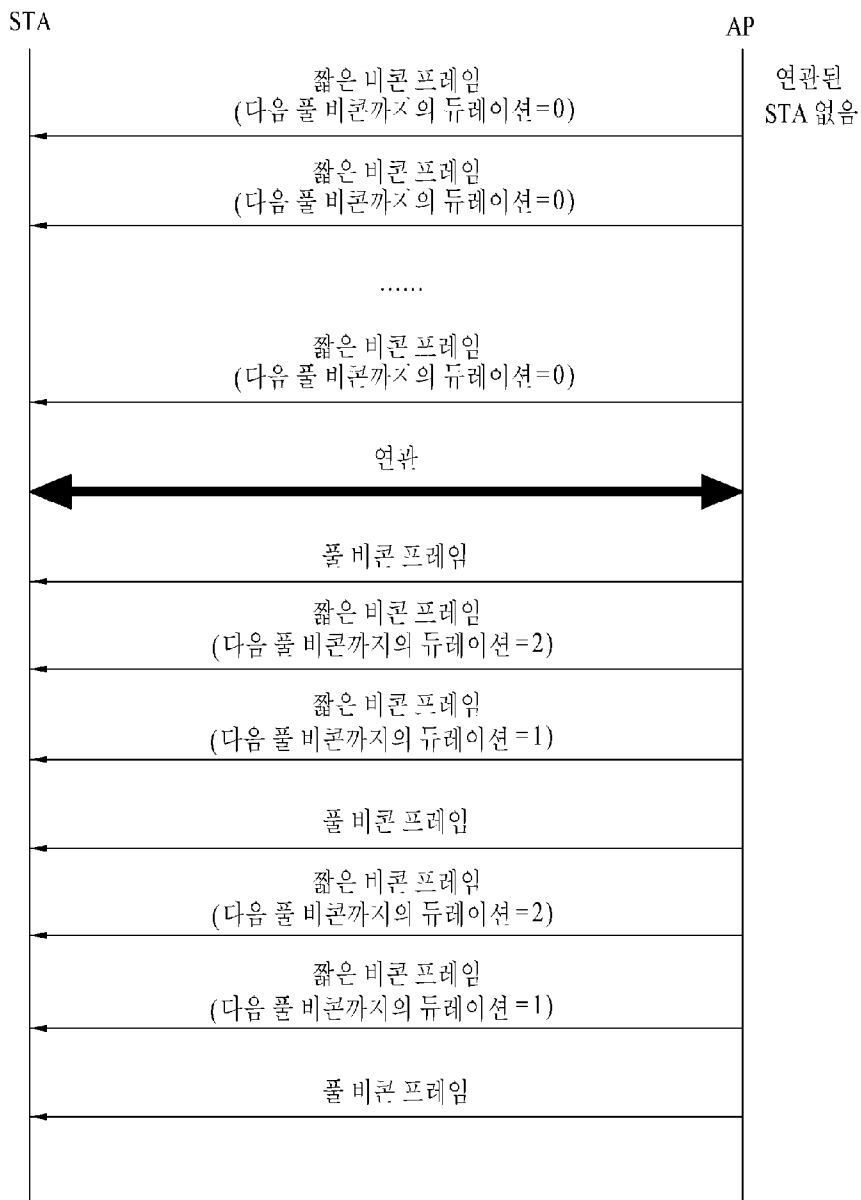 STA
AP
연관된
STA 없음
짧은 비콘 프레임
(다음 풀 비콘까지의 듀레이션=0)
짧은 비콘 프레임
(다음 풀 비콘까지의 듀레이션=0)
......
짧은 비콘 프레임
(다음 풀 비콘까지의 듀레이션=0)
연관
풀 비콘 프레임
짧은 비콘 프레임
(다음 풀 비콘까지의 듀레이션=2)
짧은 비콘 프레임
(다음 풀 비콘까지의 듀레이션=1)
풀 비콘 프레임
짧은 비콘 프레임
(다음 풀 비콘까지의 듀레이션=2)
짧은 비콘 프레임
(다음 풀 비콘까지의 듀레이션=1)
풀 비콘 프레임